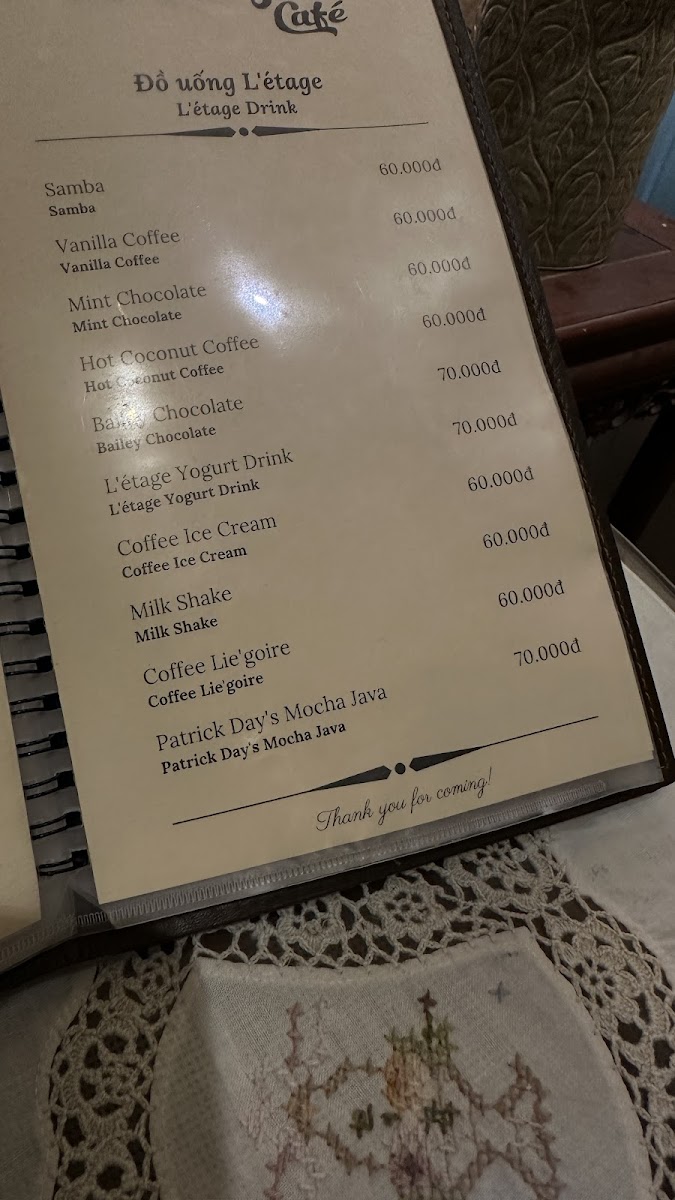 Café
Đồ uống L'étage
L'étage Drink
Samba 60.000đ
Samba
Vanilla Coffee 60.000đ
Vanilla Coffee
Mint Chocolate 60.000đ
Mint Chocolate
Hot Coconut Coffee 60.000đ
Hot Coconut Coffee
Bailey Chocolate 70.000đ
Bailey Chocolate
L'étage Yogurt Drink 70.000đ
L'étage Yogurt Drink
Coffee Ice Cream 60.000đ
Coffee Ice Cream
Milk Shake 60.000đ
Milk Shake
Coffee Lie'goire 60.000đ
Coffee Lie'goire
Patrick Day's Mocha Java 70.000đ
Patrick Day's Mocha Java
Thank you for coming!